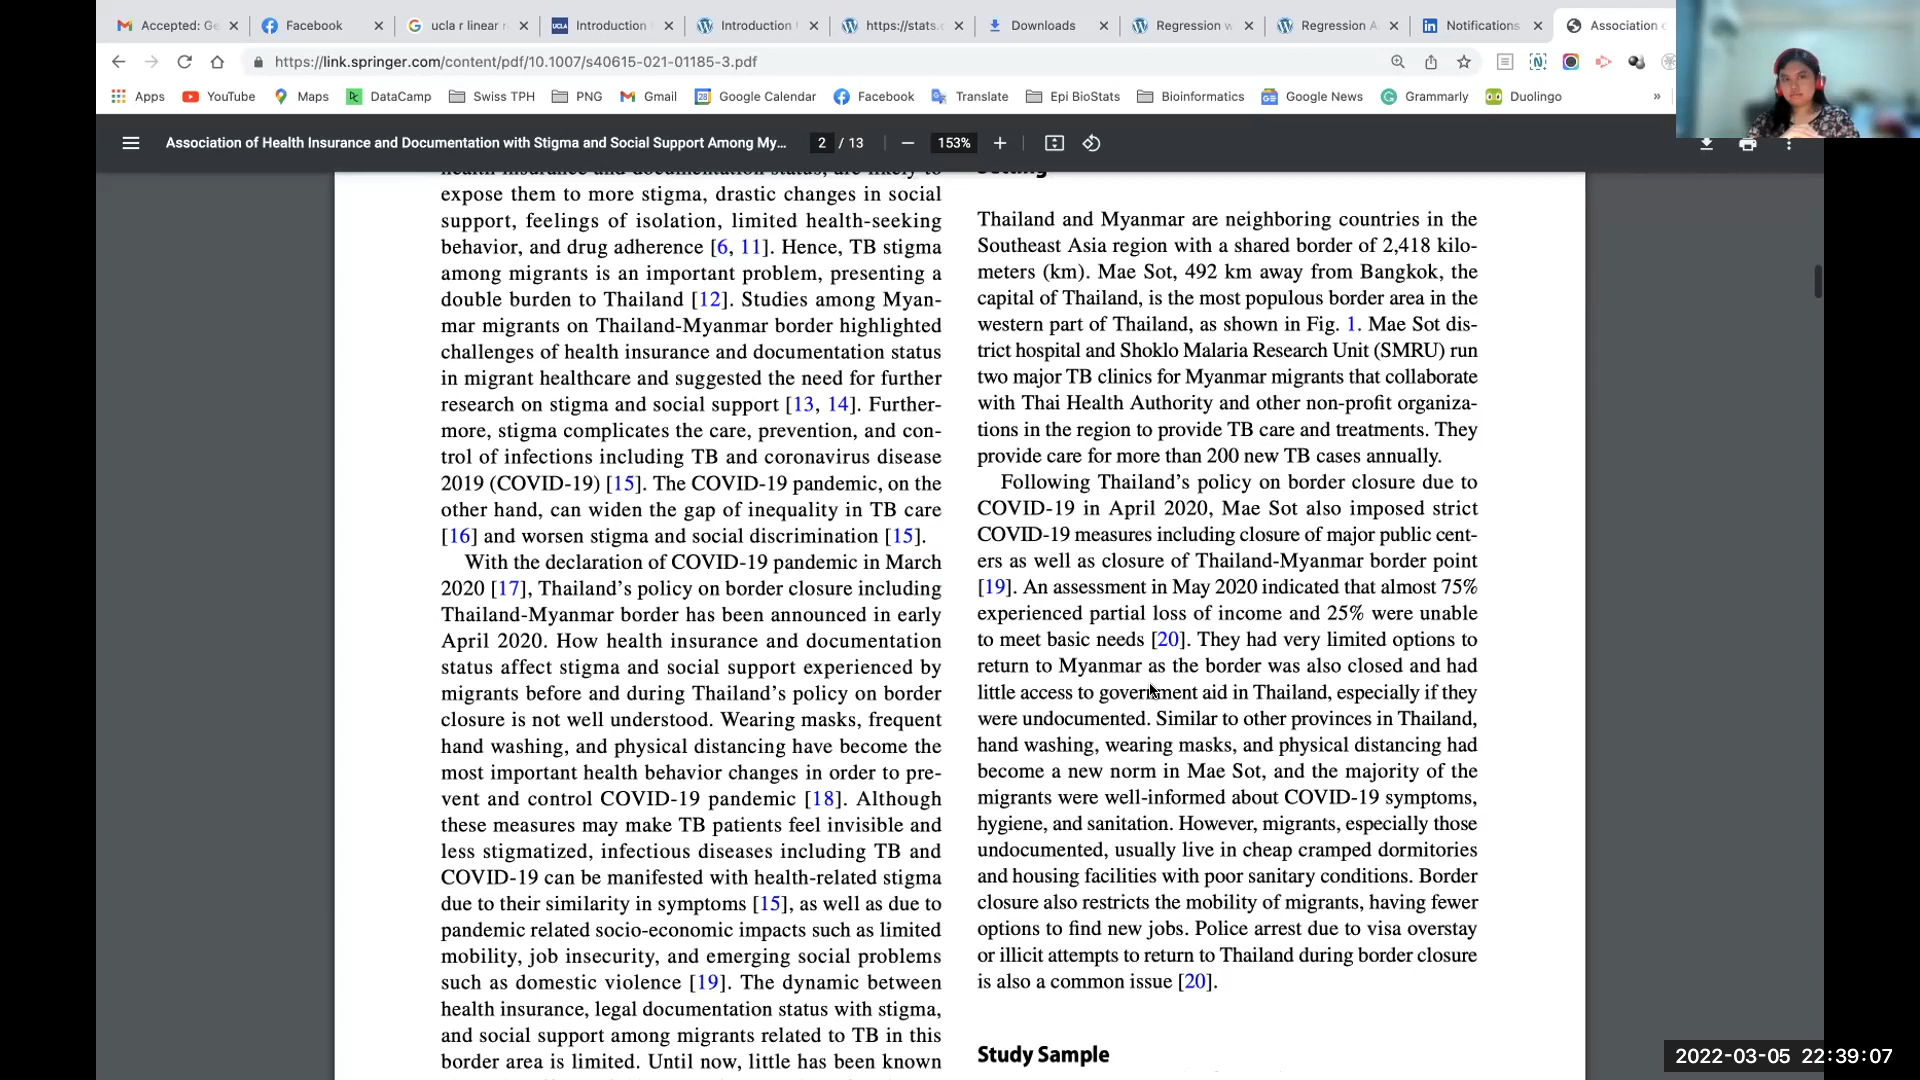 Accepted: Ge
Facebook
ucla r linear r
Introduction
Introduction
https://stats.
Downloads
Regression w
Regression A
Notifications
Association
https://link.springer.com/content/pdf/10.1007/s40615-021-01185-3.pdf
Apps
YouTube
Maps
DataCamp
Swiss TPH
PNG
Gmail
Google Calendar
Facebook
Translate
Epi BioStats
Bioinformatics
Google News
Grammarly
Duolingo
»
Association of Health Insurance and Documentation with Stigma and Social Support Among My...
2 / 13
153%
health insurance and documentation status, are likely to
expose them to more stigma, drastic changes in social
support, feelings of isolation, limited health-seeking
behavior, and drug adherence [6, 11]. Hence, TB stigma
among migrants is an important problem, presenting a
double burden to Thailand [12]. Studies among Myan-
mar migrants on Thailand-Myanmar border highlighted
challenges of health insurance and documentation status
in migrant healthcare and suggested the need for further
research on stigma and social support [13, 14]. Further-
more, stigma complicates the care, prevention, and con-
trol of infections including TB and coronavirus disease
2019 (COVID-19) [15]. The COVID-19 pandemic, on the
other hand, can widen the gap of inequality in TB care
[16] and worsen stigma and social discrimination [15].
With the declaration of COVID-19 pandemic in March
2020 [17], Thailand's policy on border closure including
Thailand-Myanmar border has been announced in early
April 2020. How health insurance and documentation
status affect stigma and social support experienced by
migrants before and during Thailand's policy on border
closure is not well understood. Wearing masks, frequent
hand washing, and physical distancing have become the
most important health behavior changes in order to pre-
vent and control COVID-19 pandemic [18]. Although
these measures may make TB patients feel invisible and
less stigmatized, infectious diseases including TB and
COVID-19 can be manifested with health-related stigma
due to their similarity in symptoms [15], as well as due to
pandemic related socio-economic impacts such as limited
mobility, job insecurity, and emerging social problems
such as domestic violence [19]. The dynamic between
health insurance, legal documentation status with stigma,
and social support among migrants related to TB in this
border area is limited. Until now, little has been known
Setting
Thailand and Myanmar are neighboring countries in the
Southeast Asia region with a shared border of 2,418 kilo-
meters (km). Mae Sot, 492 km away from Bangkok, the
capital of Thailand, is the most populous border area in the
western part of Thailand, as shown in Fig. 1. Mae Sot dis-
trict hospital and Shoklo Malaria Research Unit (SMRU) run
two major TB clinics for Myanmar migrants that collaborate
with Thai Health Authority and other non-profit organiza-
tions in the region to provide TB care and treatments. They
provide care for more than 200 new TB cases annually.
Following Thailand's policy on border closure due to
COVID-19 in April 2020, Mae Sot also imposed strict
COVID-19 measures including closure of major public cent-
ers as well as closure of Thailand-Myanmar border point
[19]. An assessment in May 2020 indicated that almost 75%
experienced partial loss of income and 25% were unable
to meet basic needs [20]. They had very limited options to
return to Myanmar as the border was also closed and had
little access to government aid in Thailand, especially if they
were undocumented. Similar to other provinces in Thailand,
hand washing, wearing masks, and physical distancing had
become a new norm in Mae Sot, and the majority of the
migrants were well-informed about COVID-19 symptoms,
hygiene, and sanitation. However, migrants, especially those
undocumented, usually live in cheap cramped dormitories
and housing facilities with poor sanitary conditions. Border
closure also restricts the mobility of migrants, having fewer
options to find new jobs. Police arrest due to visa overstay
or illicit attempts to return to Thailand during border closure
is also a common issue [20].
Study Sample
2022-03-05 22:39:07